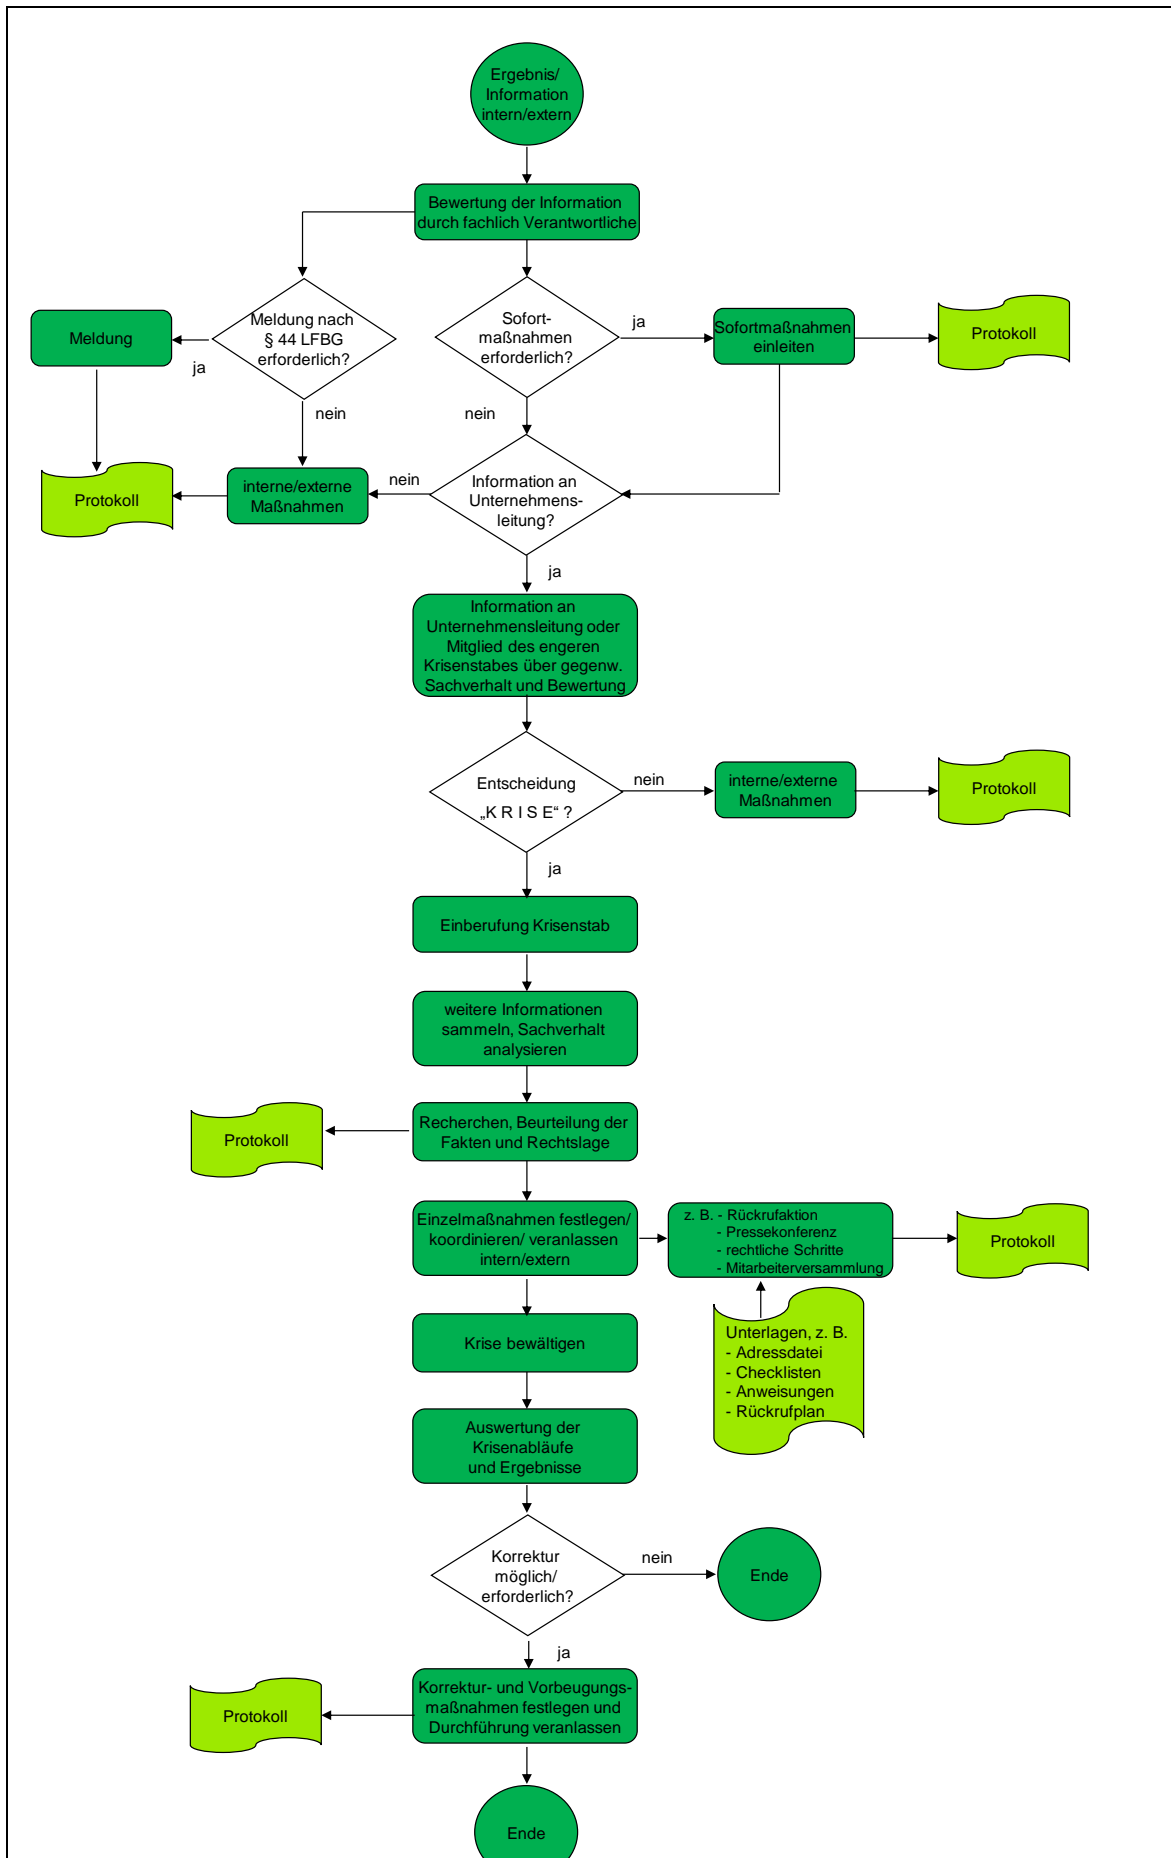 Ergebnis/
Information
intern/extern
Bewertung der Information
durch fachlich Verantwortliche
Meldung
ja
Meldung nach
§ 44 LFBG
erforderlich?
nein
Sofort-
maßnahmen
erforderlich?
ja
nein
Sofortmaßnahmen
einleiten
Protokoll
Protokoll
interne/externe
Maßnahmen
nein
Information an
Unternehmens-
leitung?
ja
Information an
Unternehmensleitung oder
Mitglied des engeren
Krisenstabes über gegenw.
Sachverhalt und Bewertung
Entscheidung
„K R I S E“ ?
nein
interne/externe
Maßnahmen
Protokoll
ja
Einberufung Krisenstab
weitere Informationen
sammeln, Sachverhalt
analysieren
Protokoll
Recherchen, Beurteilung der
Fakten und Rechtslage
Einzelmaßnahmen festlegen/
koordinieren/ veranlassen
intern/extern
z. B. - Rückrufaktion
- Pressekonferenz
- rechtliche Schritte
- Mitarbeiterversammlung
Protokoll
Unterlagen, z. B.
- Adressdatei
- Checklisten
- Anweisungen
- Rückrufplan
Krise bewältigen
Auswertung der
Krisenabläufe
und Ergebnisse
Korrektur
möglich/
erforderlich?
nein
Ende
ja
Protokoll
Korrektur- und Vorbeugungs-
maßnahmen festlegen und
Durchführung veranlassen
Ende